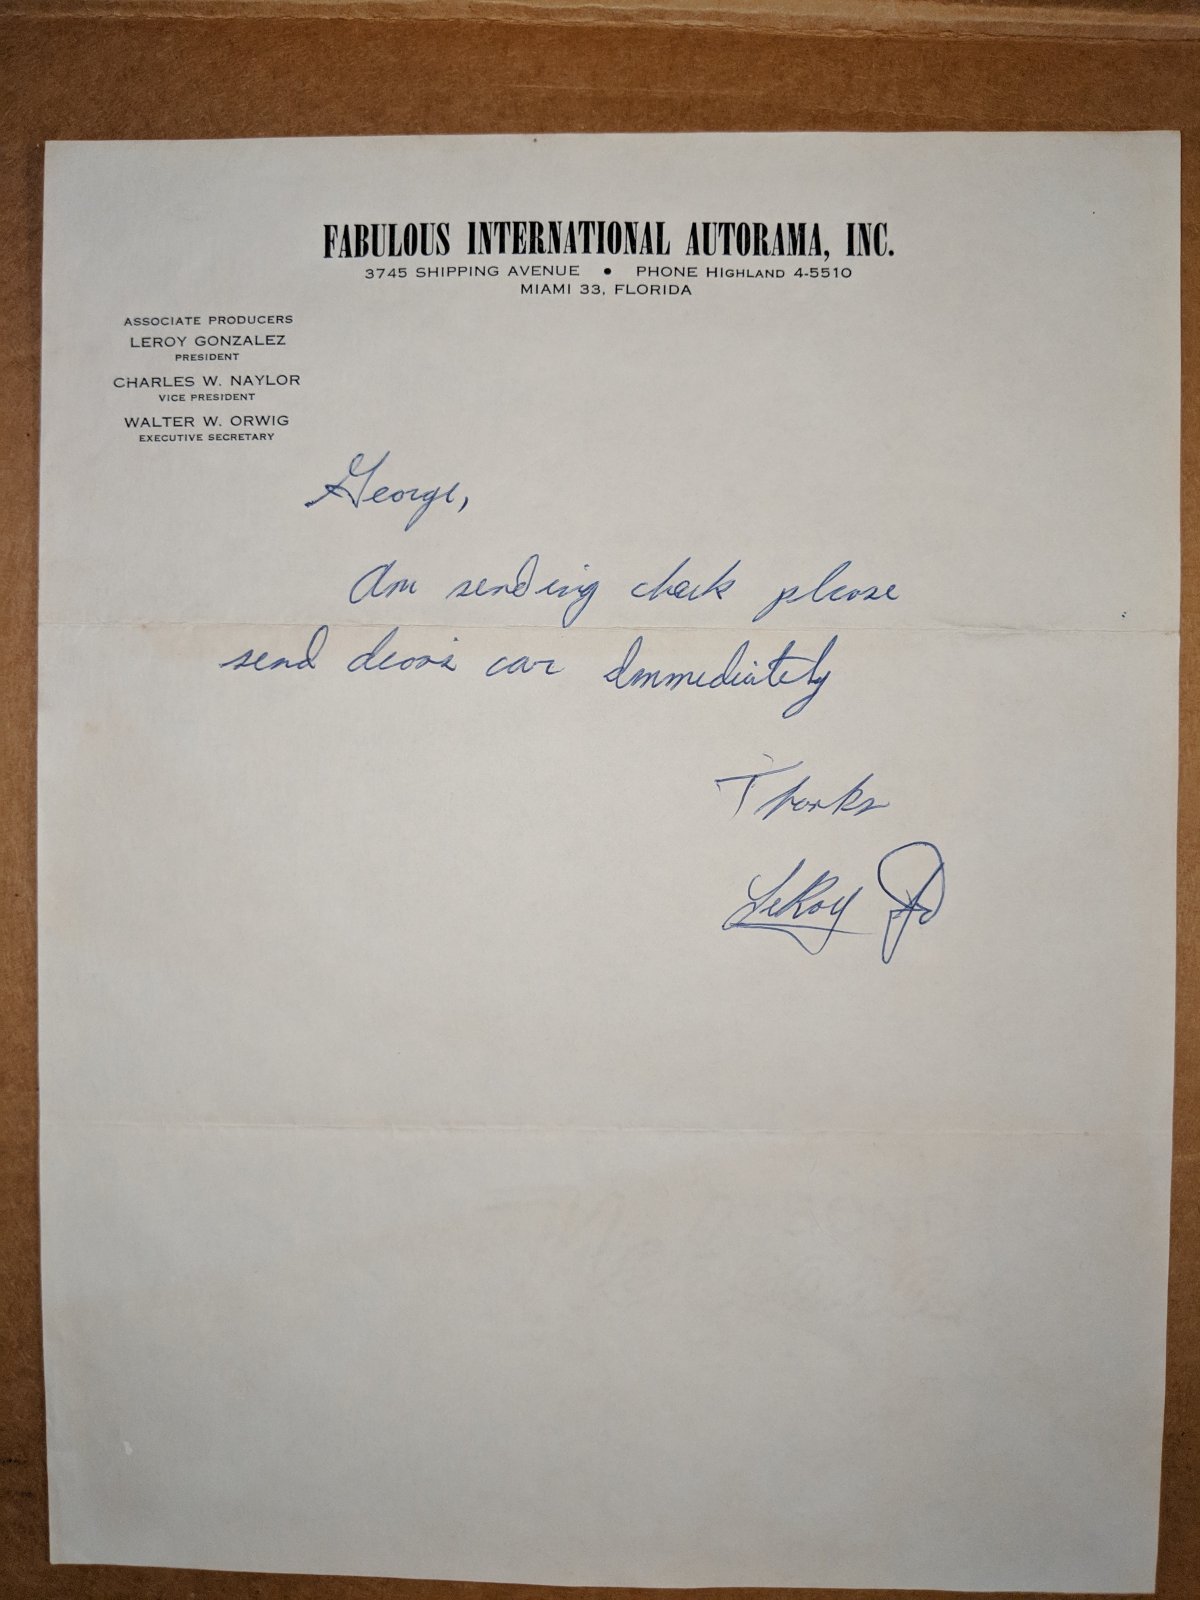 FABULOUS INTERNATIONAL AUTORAMA, INC.
3745 SHIPPING AVENUE • PHONE HIGHLAND 4-5510
MIAMI 33, FLORIDA
ASSOCIATE PRODUCERS
LEROY GONZALEZ
PRESIDENT
CHARLES W. NAYLOR
VICE PRESIDENT
WALTER W. ORWIG
EXECUTIVE SECRETARY
George,
Am sending check please
send car Immediately
Thanks
LeRoy